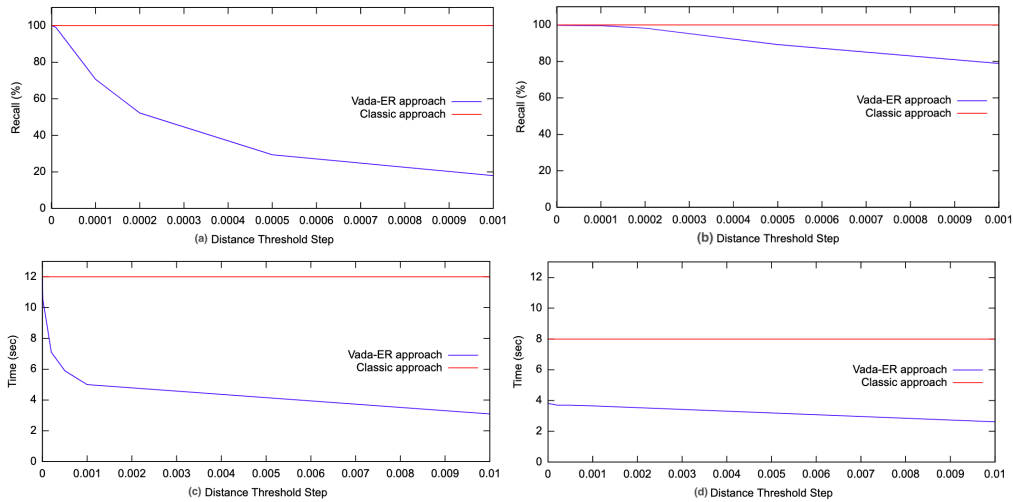 100
80
60
40
20
0
Recall (%)
Vada-ER approach
Classic approach
0 0.0001 0.0002 0.0003 0.0004 0.0005 0.0006 0.0007 0.0008 0.0009 0.001
(a) Distance Threshold Step
100
80
60
40
20
0
Recall (%)
Vada-ER approach
Classic approach
0 0.0001 0.0002 0.0003 0.0004 0.0005 0.0006 0.0007 0.0008 0.0009 0.001
(b) Distance Threshold Step
12
10
8
6
4
2
0
Time (sec)
Vada-ER approach
Classic approach
0 0.001 0.002 0.003 0.004 0.005 0.006 0.007 0.008 0.009 0.01
(c) Distance Threshold Step
12
10
8
6
4
2
0
Time (sec)
Vada-ER approach
Classic approach
0 0.001 0.002 0.003 0.004 0.005 0.006 0.007 0.008 0.009 0.01
(d) Distance Threshold Step